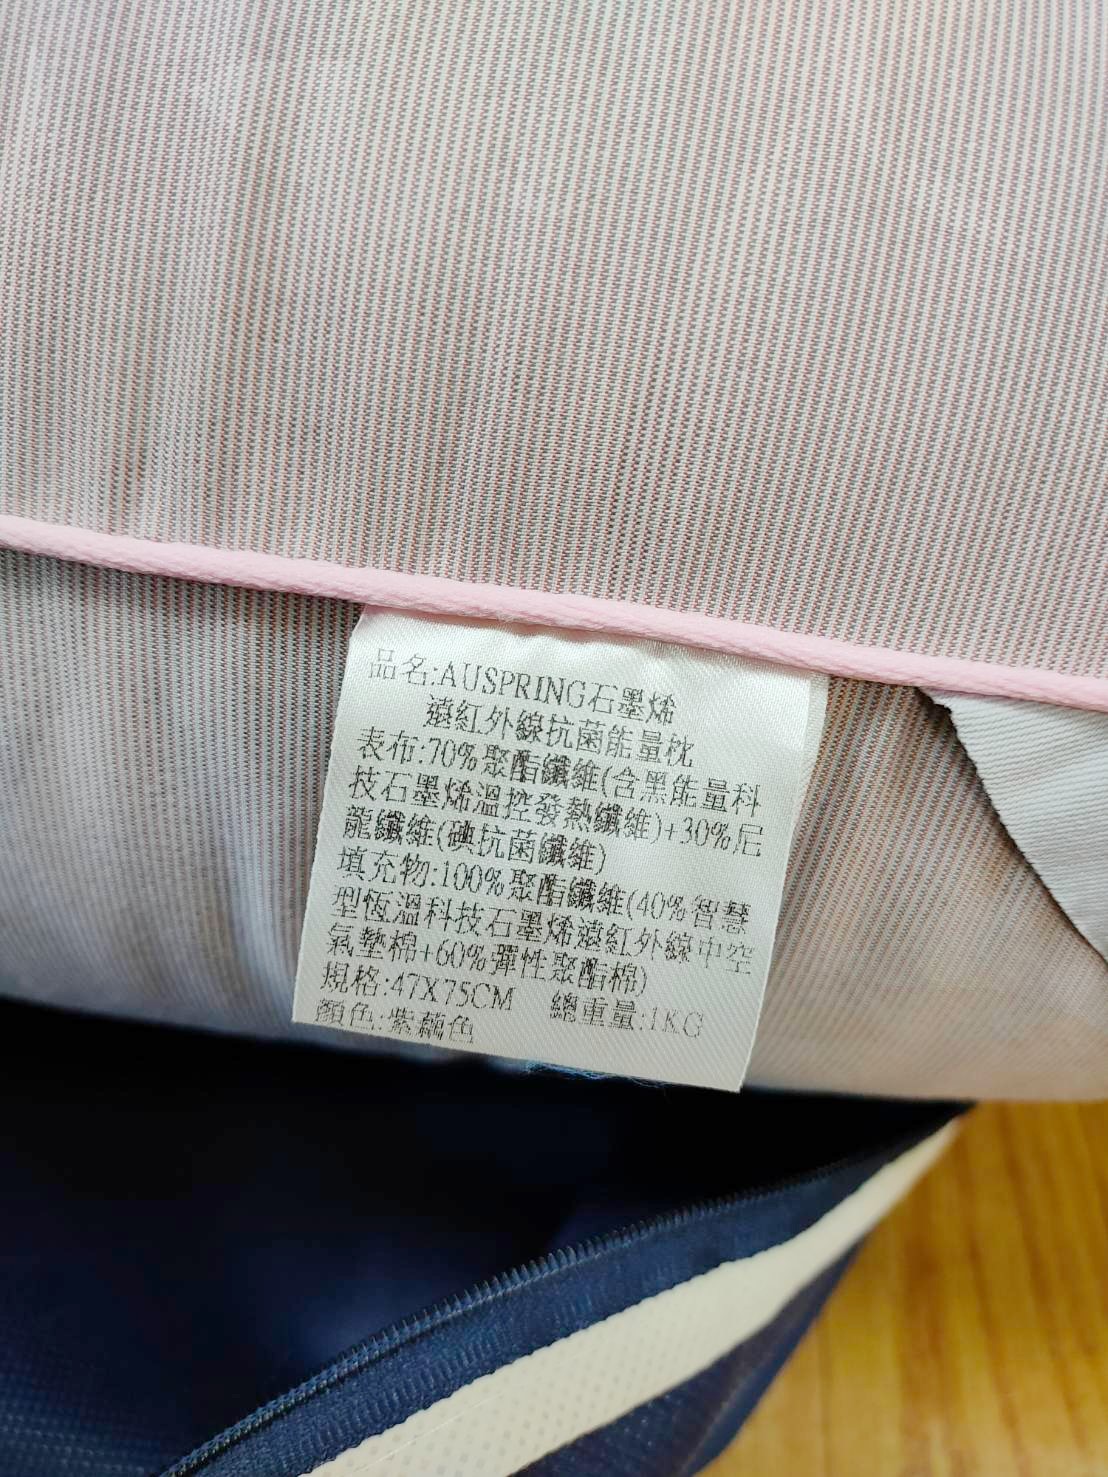 品名:AUSPRING石墨烯
遠紅外線抗菌能量枕
表布:70%聚酯纖維(含黑能量科
技石墨烯溫控發熱纖維)+30%尼
龍纖維(碘抗菌纖維)
填充物:100%聚酯纖維(40%智慧
型恆溫科技石墨烯遠紅外線中空
氣墊棉+60%彈性聚酯棉)
規格:47X75CM 總重量:1KG
顏色:紫藕色